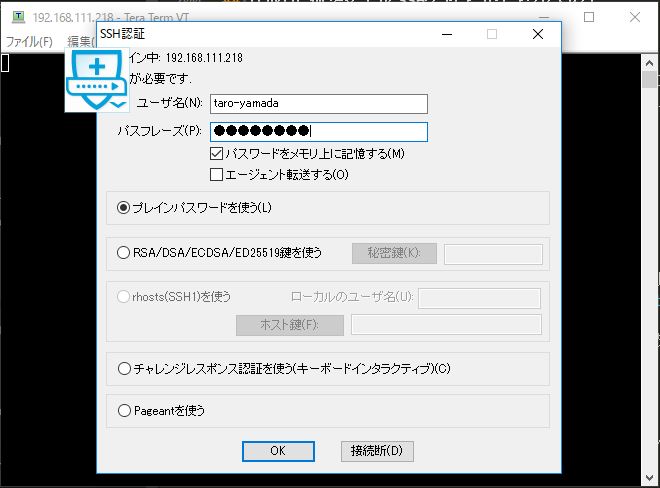 192.168.111.218 - Tera Term VT
ファイル(F) 編集(
SSH認証
イン中: 192.168.111.218
が必要です.
ユーザ名(N): taro-yamada
パスフレーズ(P): ●●●●●●●●
パスワードをメモリ上に記憶する(M)
エージェント転送する(O)
プレインパスワードを使う(L)
RSA/DSA/ECDSA/ED25519鍵を使う 秘密鍵(K):
rhosts(SSH1)を使う ローカルのユーザ名(U):
ホスト鍵(F):
チャレンジレスポンス認証を使う(キーボードインタラクティブ)(C)
Pageantを使う
OK 接続断(D)